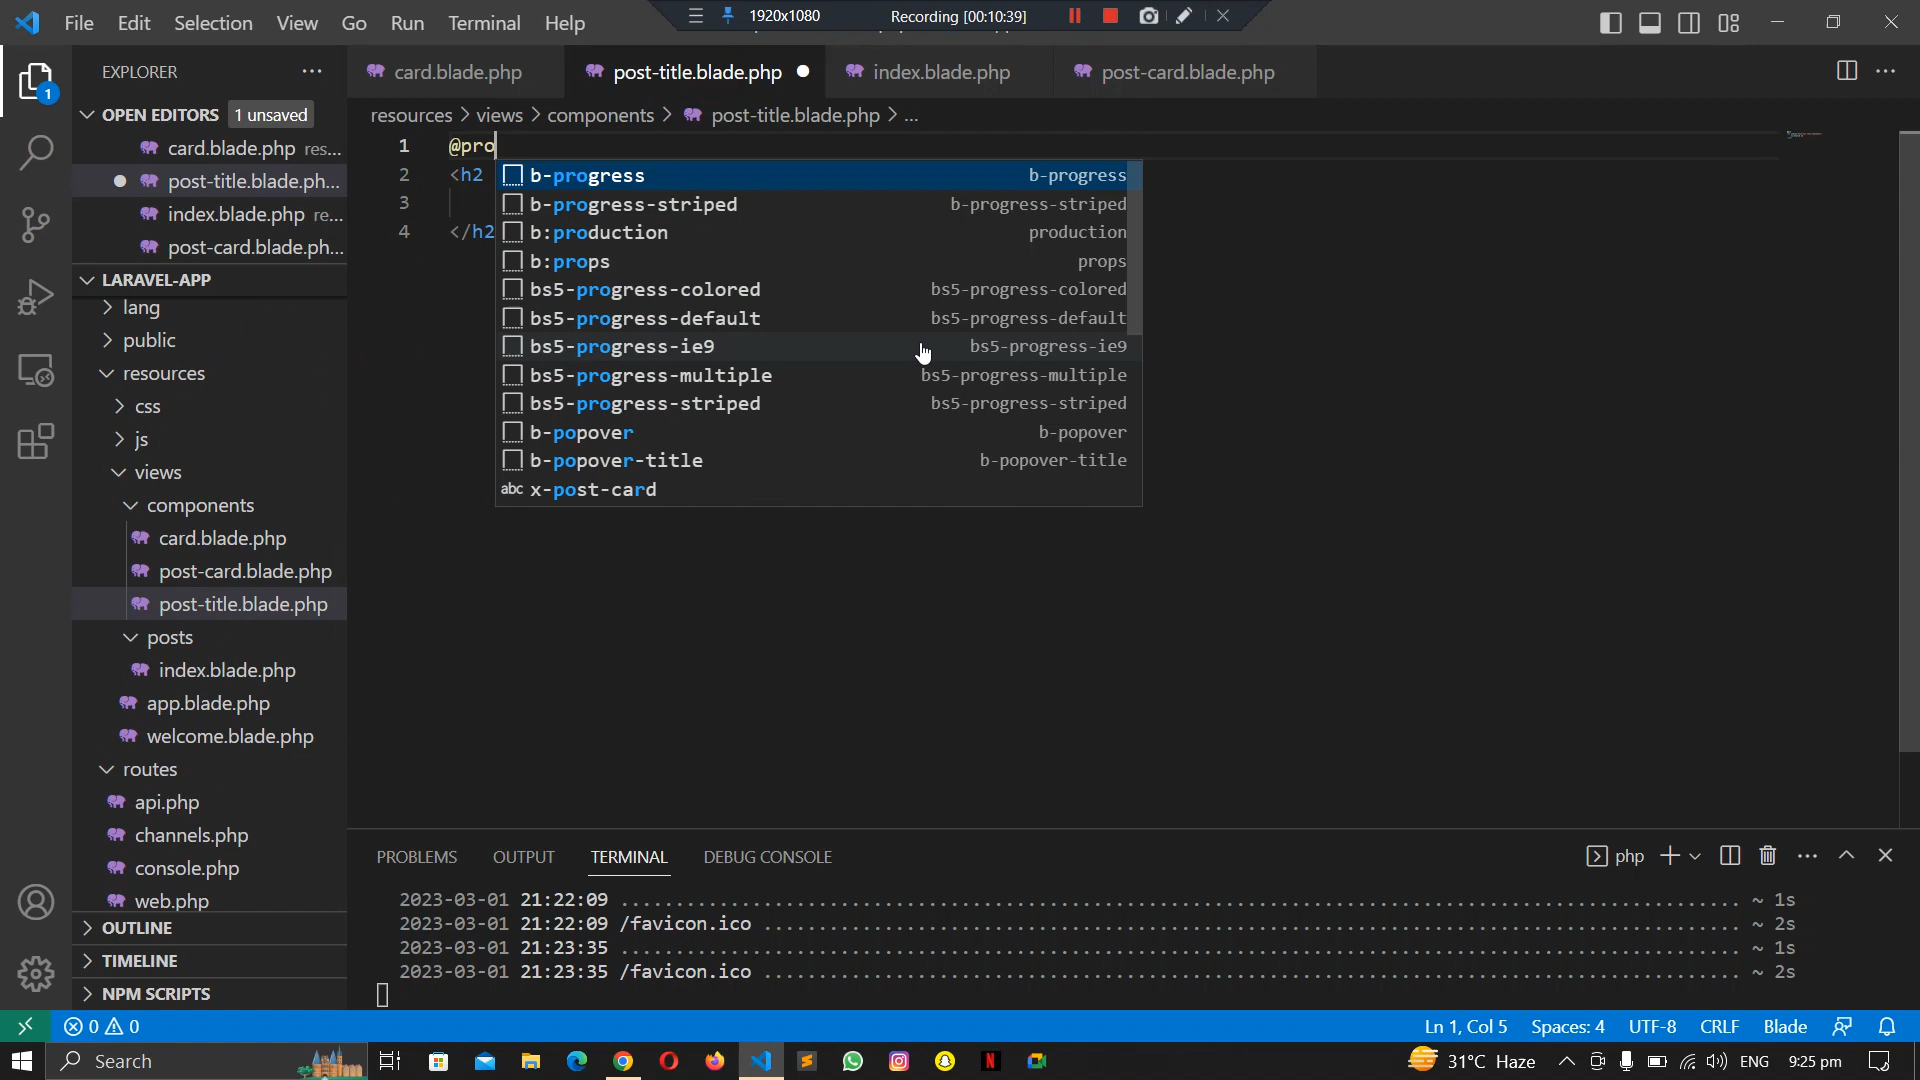 File Edit Selection View Go Run Terminal Help
1920x1080 Recording [00:10:39]
EXPLORER
card.blade.php post-title.blade.php index.blade.php post-card.blade.php
OPEN EDITORS 1 unsaved
resources > views > components > post-title.blade.php > ...
card.blade.php res...
post-title.blade.ph...
index.blade.php re...
post-card.blade.ph...
LARAVEL-APP
lang
public
resources
css
js
views
components
card.blade.php
post-card.blade.php
post-title.blade.php
posts
index.blade.php
app.blade.php
welcome.blade.php
routes
api.php
channels.php
console.php
web.php
OUTLINE
TIMELINE
NPM SCRIPTS
1 @pro
2 <h2
3
4 </h2
b-progress b-progress
b-progress-striped b-progress-striped
b:production production
b:props props
bs5-progress-colored bs5-progress-colored
bs5-progress-default bs5-progress-default
bs5-progress-ie9 bs5-progress-ie9
bs5-progress-multiple bs5-progress-multiple
bs5-progress-striped bs5-progress-striped
b-popover b-popover
b-popover-title b-popover-title
abc x-post-card
PROBLEMS OUTPUT TERMINAL DEBUG CONSOLE php
2023-03-01 21:22:09 ........................................ ~ 1s
2023-03-01 21:22:09 /favicon.ico ........................................ ~ 2s
2023-03-01 21:23:35 ........................................ ~ 1s
2023-03-01 21:23:35 /favicon.ico ........................................ ~ 2s
0 0 Ln 1, Col 5 Spaces: 4 UTF-8 CRLF Blade
Search 31°C Haze ENG 9:25 pm
1